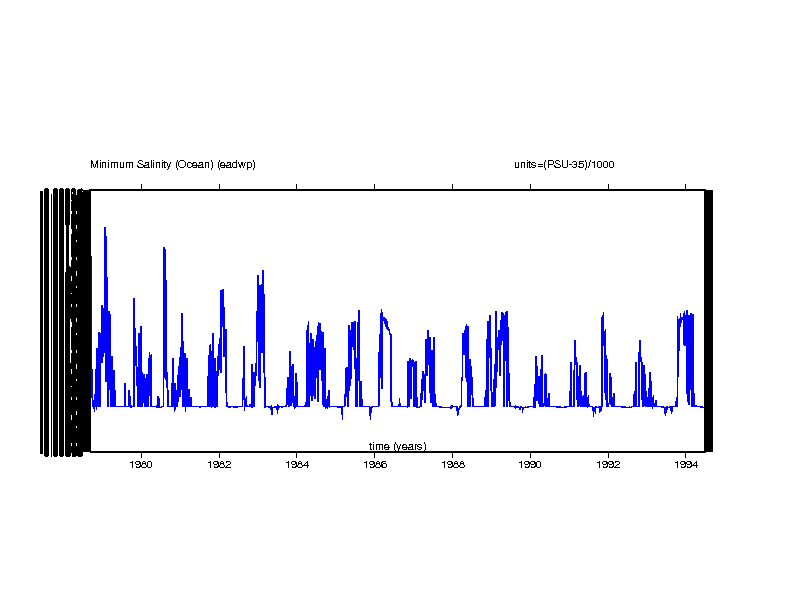 Minimum Salinity (Ocean) (eadwp) units=(PSU-35)/1000
time (years)
1980 1982 1984 1986 1988 1990 1992 1994